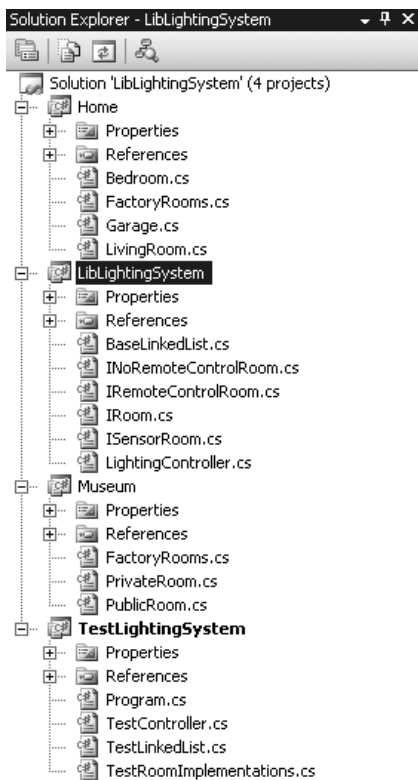 Solution Explorer - LibLightingSystem
Solution 'LibLightingSystem' (4 projects)
Home
Properties
References
Bedroom.cs
FactoryRooms.cs
Garage.cs
LivingRoom.cs
LibLightingSystem
Properties
References
BaseLinkedList.cs
INoRemoteControlRoom.cs
IRemoteControlRoom.cs
IRoom.cs
ISensorRoom.cs
LightingController.cs
Museum
Properties
References
FactoryRooms.cs
PrivateRoom.cs
PublicRoom.cs
TestLightingSystem
Properties
References
Program.cs
TestController.cs
TestLinkedList.cs
TestRoomImplementations.cs